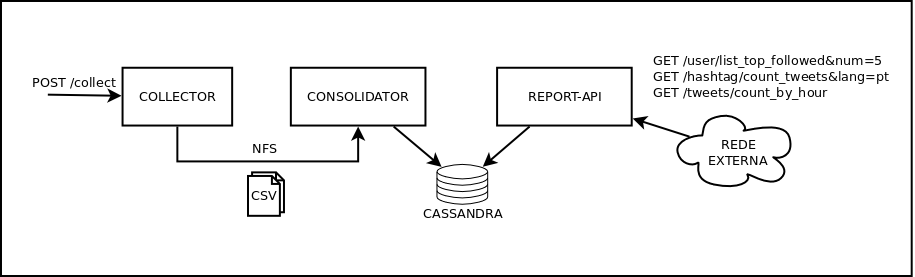 GET /user/list_top_followed&num=5
GET /hashtag/count_tweets&lang=pt
GET /tweets/count_by_hour
POST /collect
COLLECTOR
CONSOLIDATOR
REPORT-API
NFS
REDE
EXTERNA
CSV
CASSANDRA